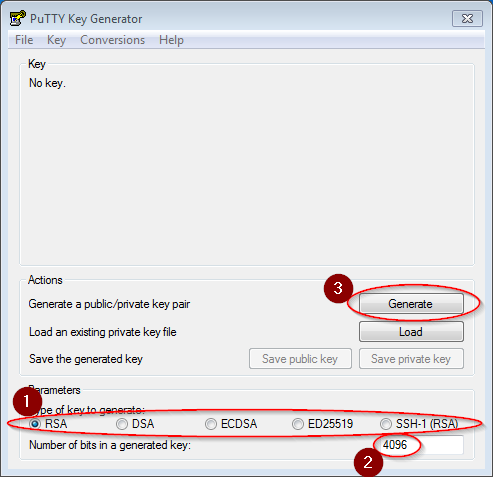 PuTTY Key Generator
File Key Conversions Help
Key
No key.
Actions
3
Generate a public/private key pair Generate
Load an existing private key file Load
Save the generated key Save public key Save private key
Parameters
1
Type of key to generate:
RSA DSA ECDSA ED25519 SSH-1 (RSA)
Number of bits in a generated key: 4096
2